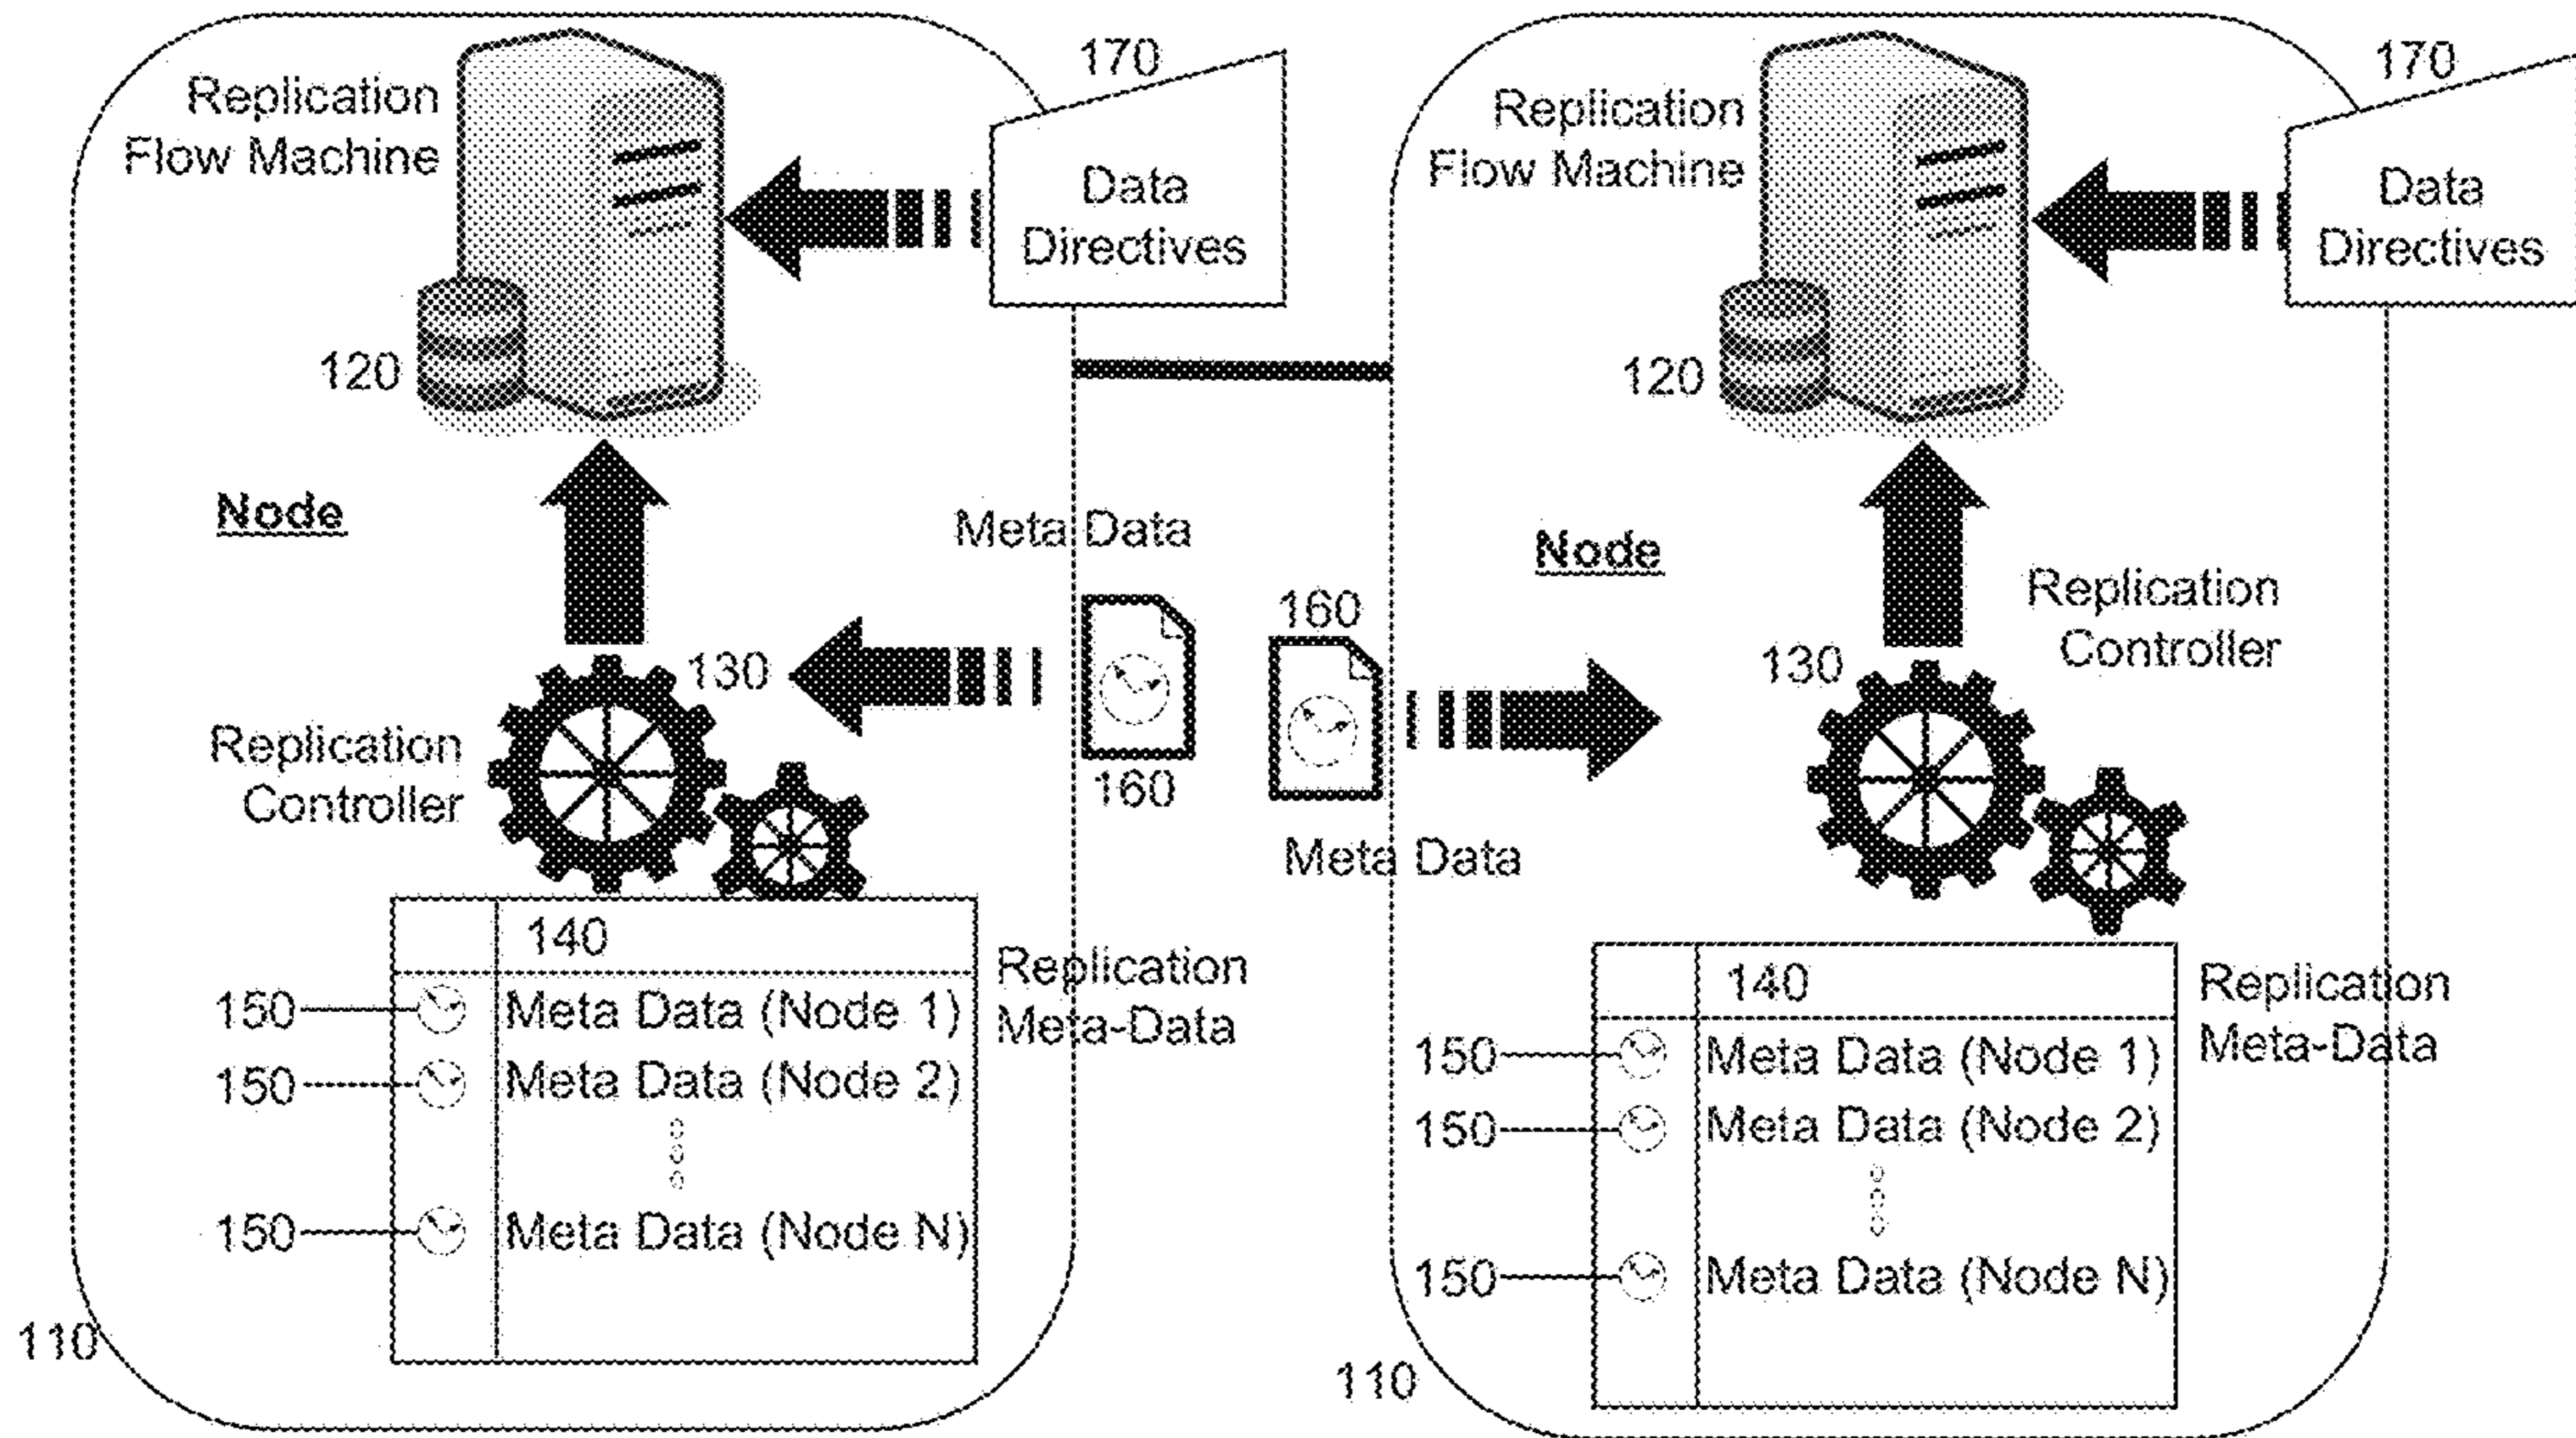 170
Replication
Flow Machine
Data
Directives
120
Node
Meta Data
130
160
Replication
Controller
140
Replication
Meta-Data
150
Meta Data (Node 1)
150
Meta Data (Node 2)
150
Meta Data (Node N)
110
170
Replication
Flow Machine
Data
Directives
120
Node
160
Replication
Controller
130
Meta Data
140
Replication
Meta-Data
150
Meta Data (Node 1)
150
Meta Data (Node 2)
150
Meta Data (Node N)
110